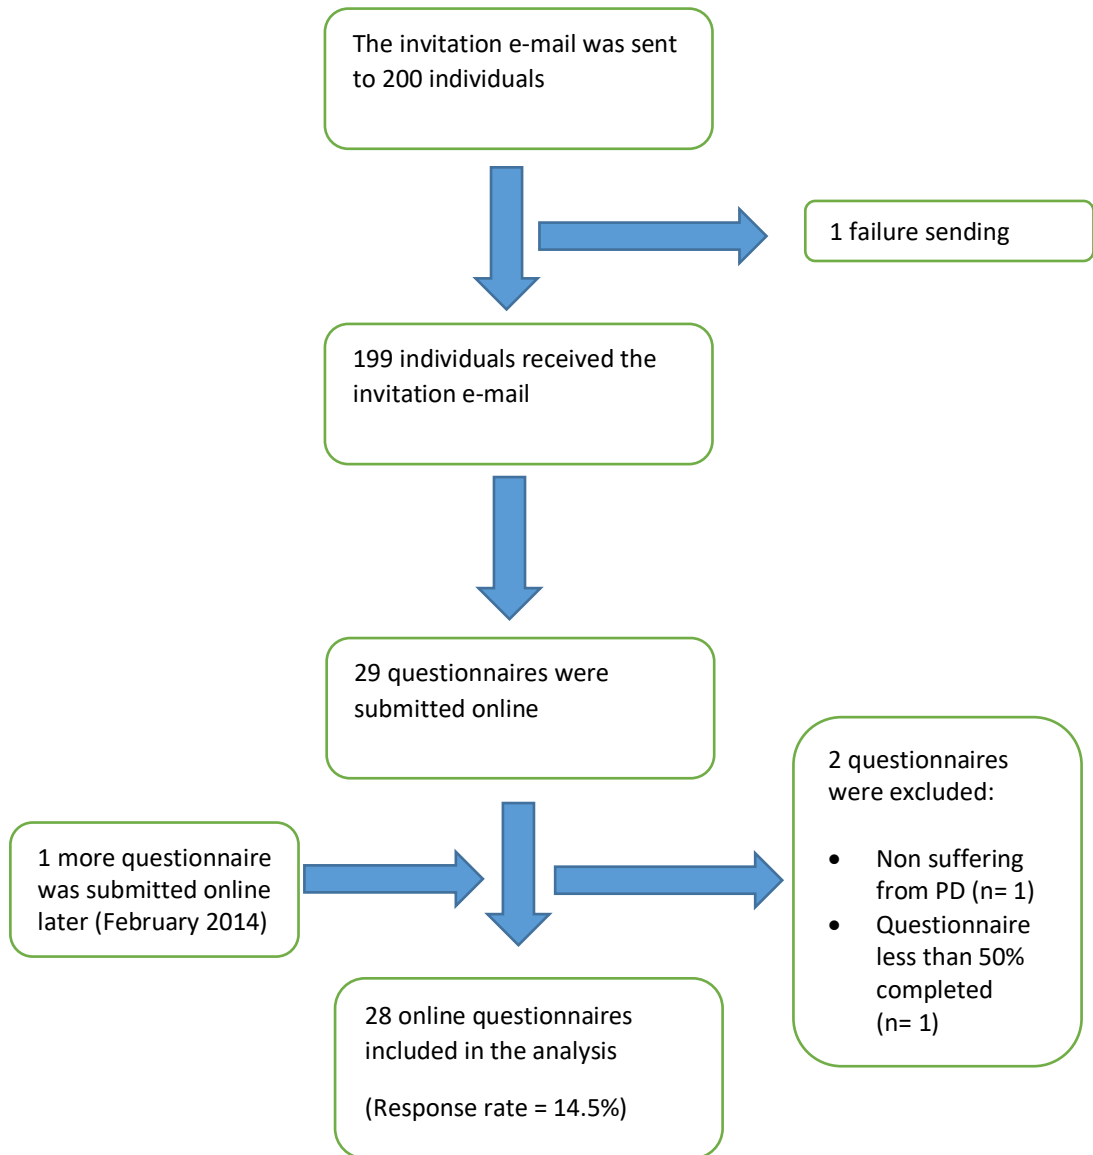 The invitation e-mail was sent
to 200 individuals
1 failure sending
199 individuals received the
invitation e-mail
29 questionnaires were
submitted online
1 more questionnaire
was submitted online
later (February 2014)
2 questionnaires
were excluded:
• Non suffering
from PD (n= 1)
• Questionnaire
less than 50%
completed
(n= 1)
28 online questionnaires
included in the analysis
(Response rate = 14.5%)